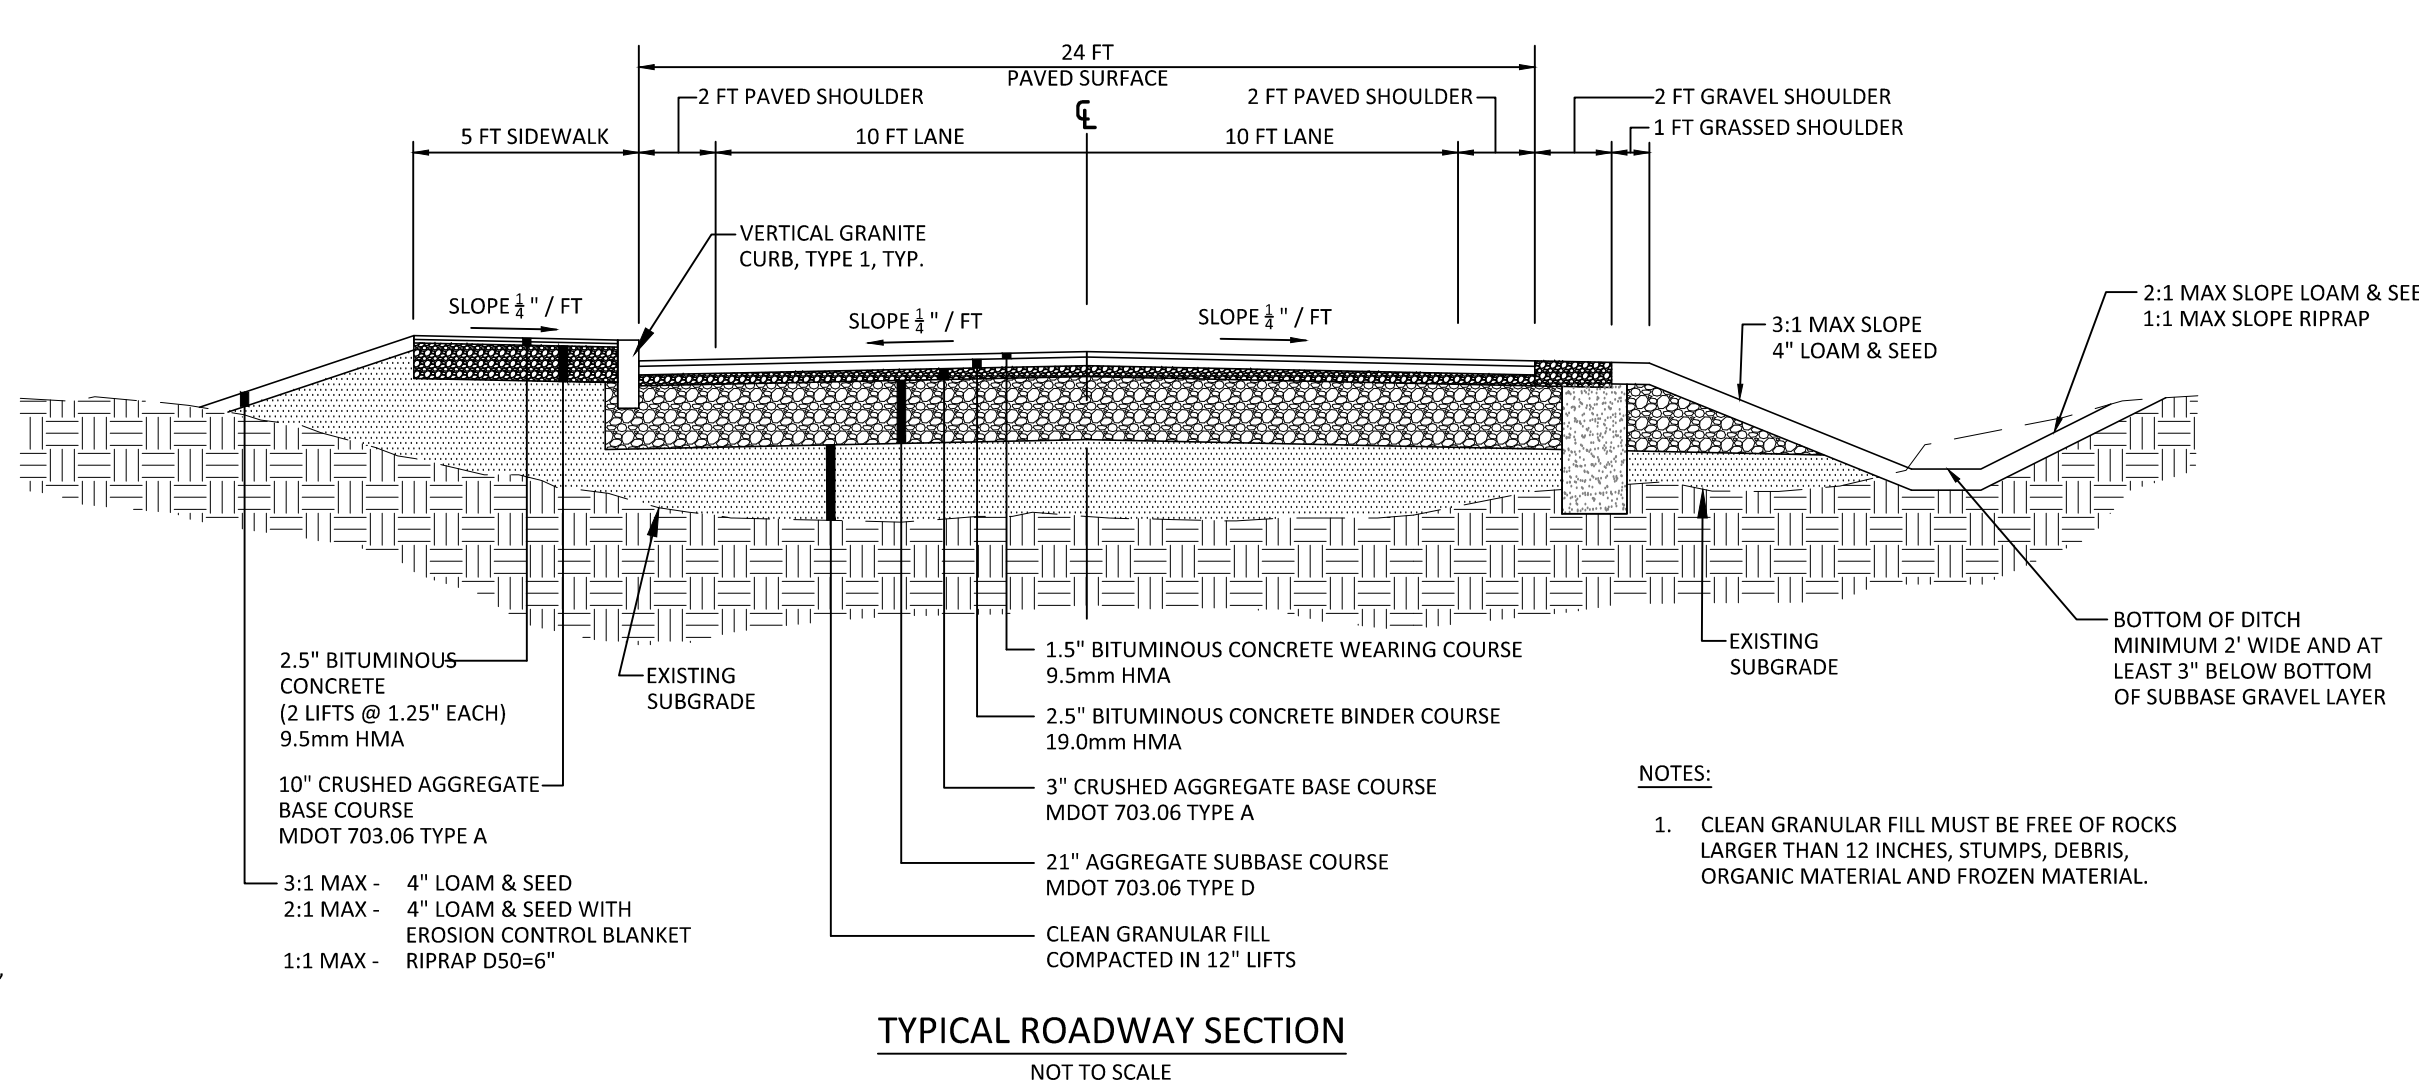 24 FT
PAVED SURFACE
2 FT PAVED SHOULDER
2 FT PAVED SHOULDER
2 FT GRAVEL SHOULDER
1 FT GRASSED SHOULDER
5 FT SIDEWALK
10 FT LANE
10 FT LANE
VERTICAL GRANITE
CURB, TYPE 1, TYP.
SLOPE 1/4" / FT
SLOPE 1/4" / FT
SLOPE 1/4" / FT
3:1 MAX SLOPE
4" LOAM & SEED
2:1 MAX SLOPE LOAM & SEE
1:1 MAX SLOPE RIPRAP
2.5" BITUMINOUS
CONCRETE
(2 LIFTS @ 1.25" EACH)
9.5mm HMA
10" CRUSHED AGGREGATE
BASE COURSE
MDOT 703.06 TYPE A
3:1 MAX - 4" LOAM & SEED
2:1 MAX - 4" LOAM & SEED WITH
EROSION CONTROL BLANKET
1:1 MAX - RIPRAP D50=6"
EXISTING
SUBGRADE
1.5" BITUMINOUS CONCRETE WEARING COURSE
9.5mm HMA
2.5" BITUMINOUS CONCRETE BINDER COURSE
19.0mm HMA
3" CRUSHED AGGREGATE BASE COURSE
MDOT 703.06 TYPE A
21" AGGREGATE SUBBASE COURSE
MDOT 703.06 TYPE D
CLEAN GRANULAR FILL
COMPACTED IN 12" LIFTS
EXISTING
SUBGRADE
BOTTOM OF DITCH
MINIMUM 2' WIDE AND AT
LEAST 3" BELOW BOTTOM
OF SUBBASE GRAVEL LAYER
NOTES:
1. CLEAN GRANULAR FILL MUST BE FREE OF ROCKS
LARGER THAN 12 INCHES, STUMPS, DEBRIS,
ORGANIC MATERIAL AND FROZEN MATERIAL.
TYPICAL ROADWAY SECTION
NOT TO SCALE